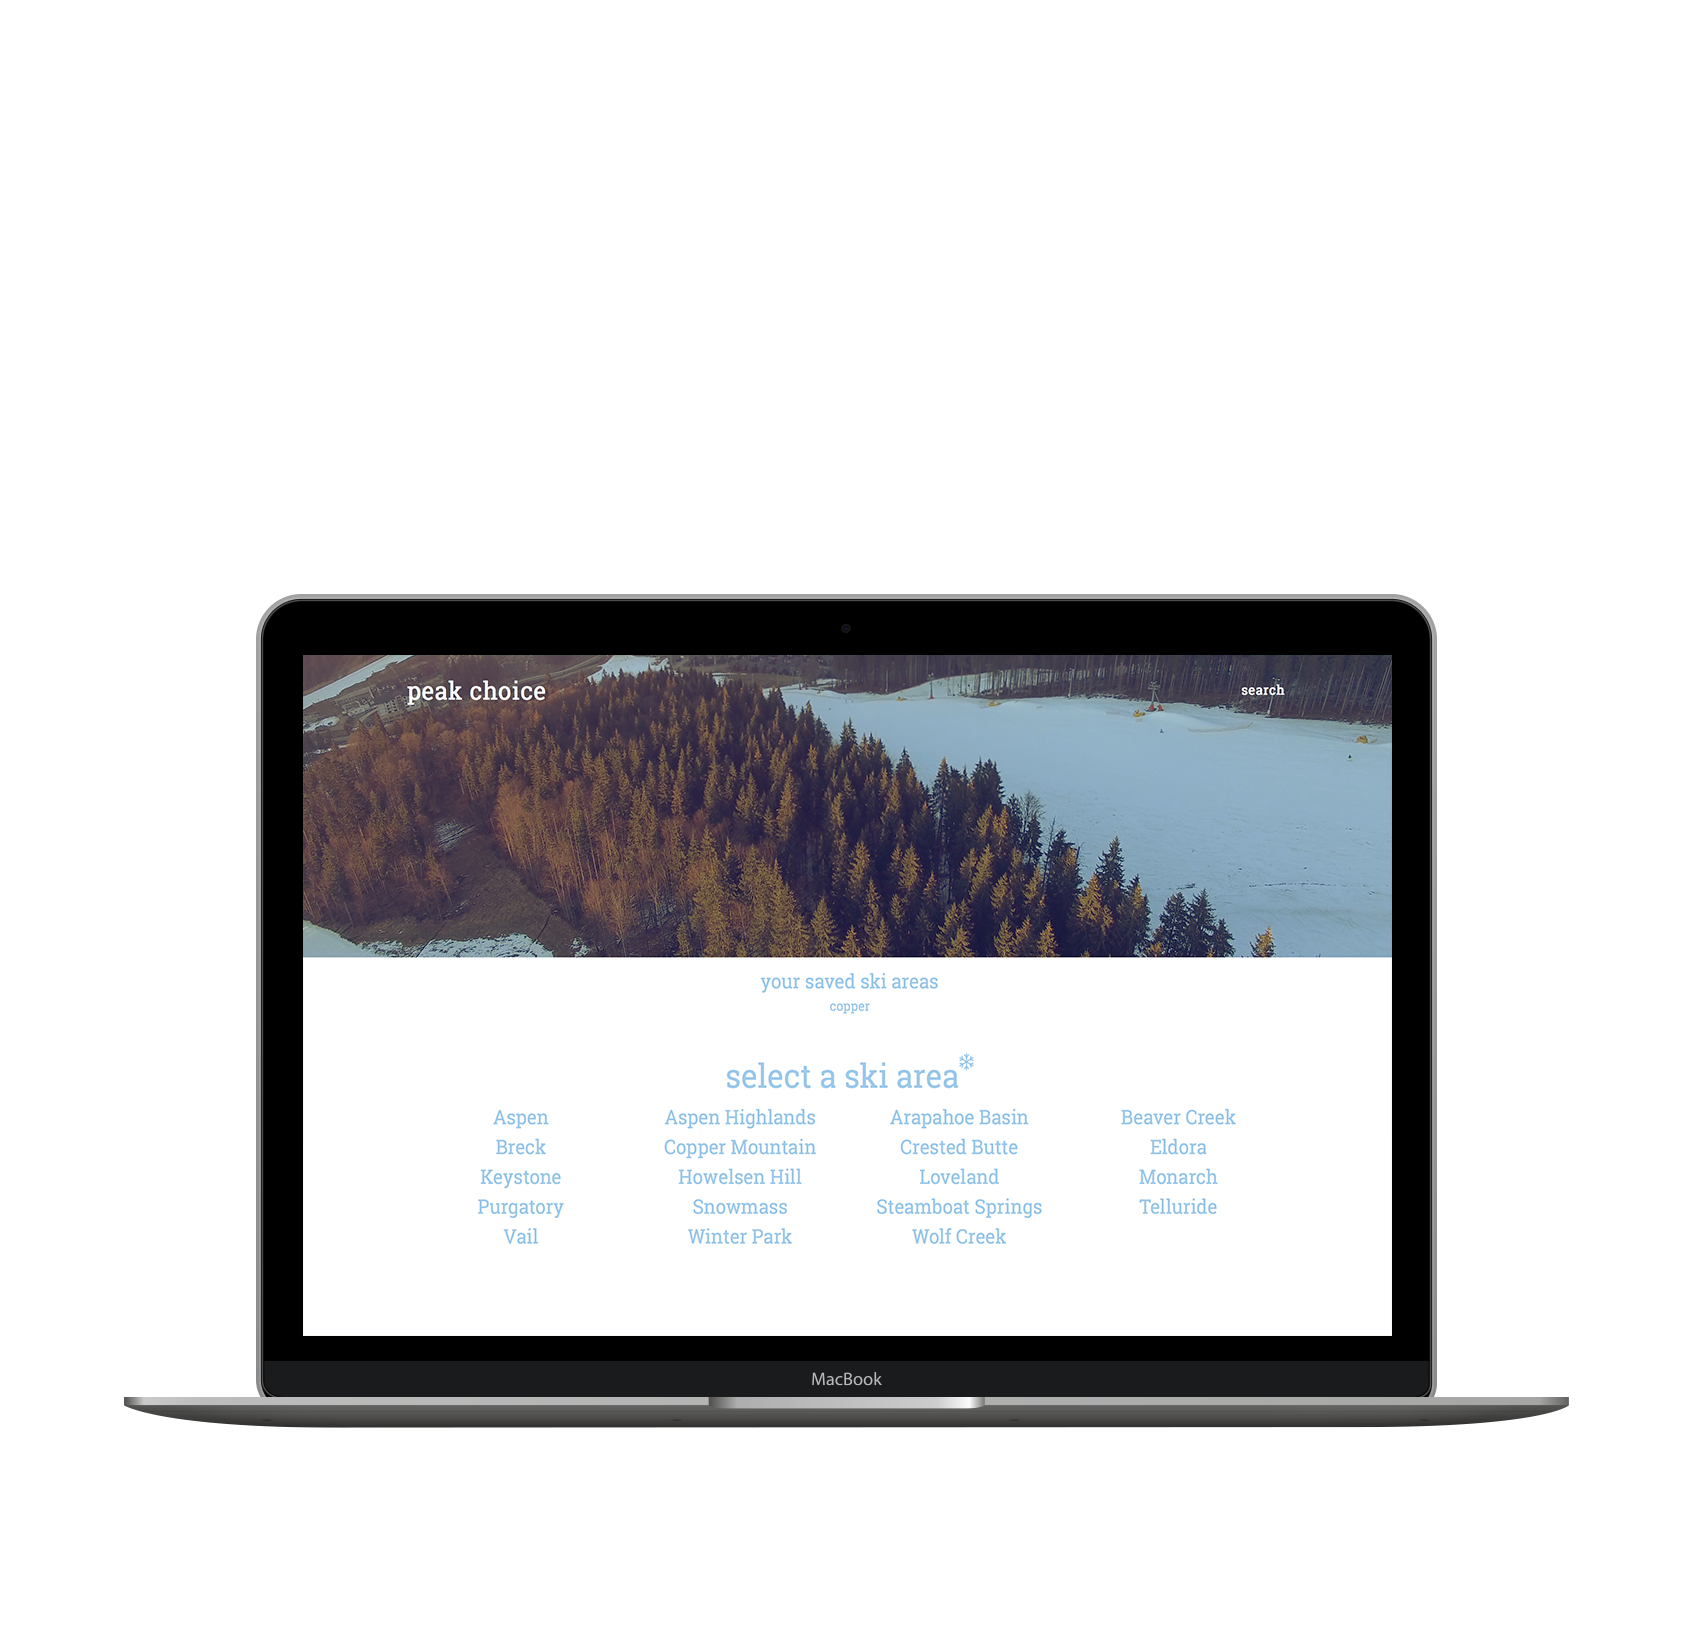 peak choice
search
your saved ski areas
copper
select a ski area
Aspen Aspen Highlands Arapahoe Basin Beaver Creek
Breck Copper Mountain Crested Butte Eldora
Keystone Howelsen Hill Loveland Monarch
Purgatory Snowmass Steamboat Springs Telluride
Vail Winter Park Wolf Creek
MacBook